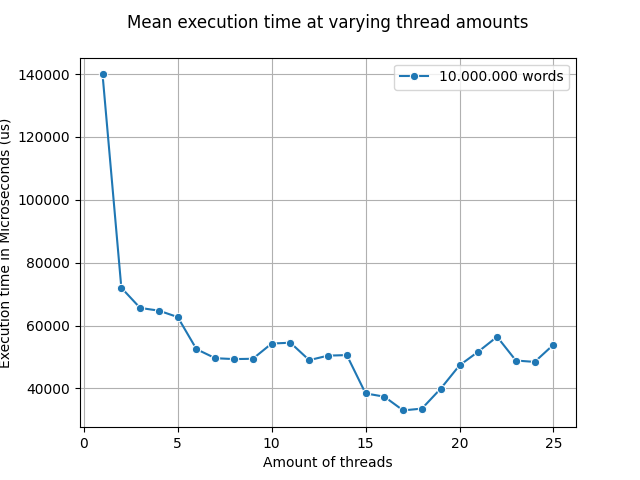 Mean execution time at varying thread amounts
10.000.000 words
Execution time in Microseconds (us)
140000
120000
100000
80000
60000
40000
0 5 10 15 20 25
Amount of threads